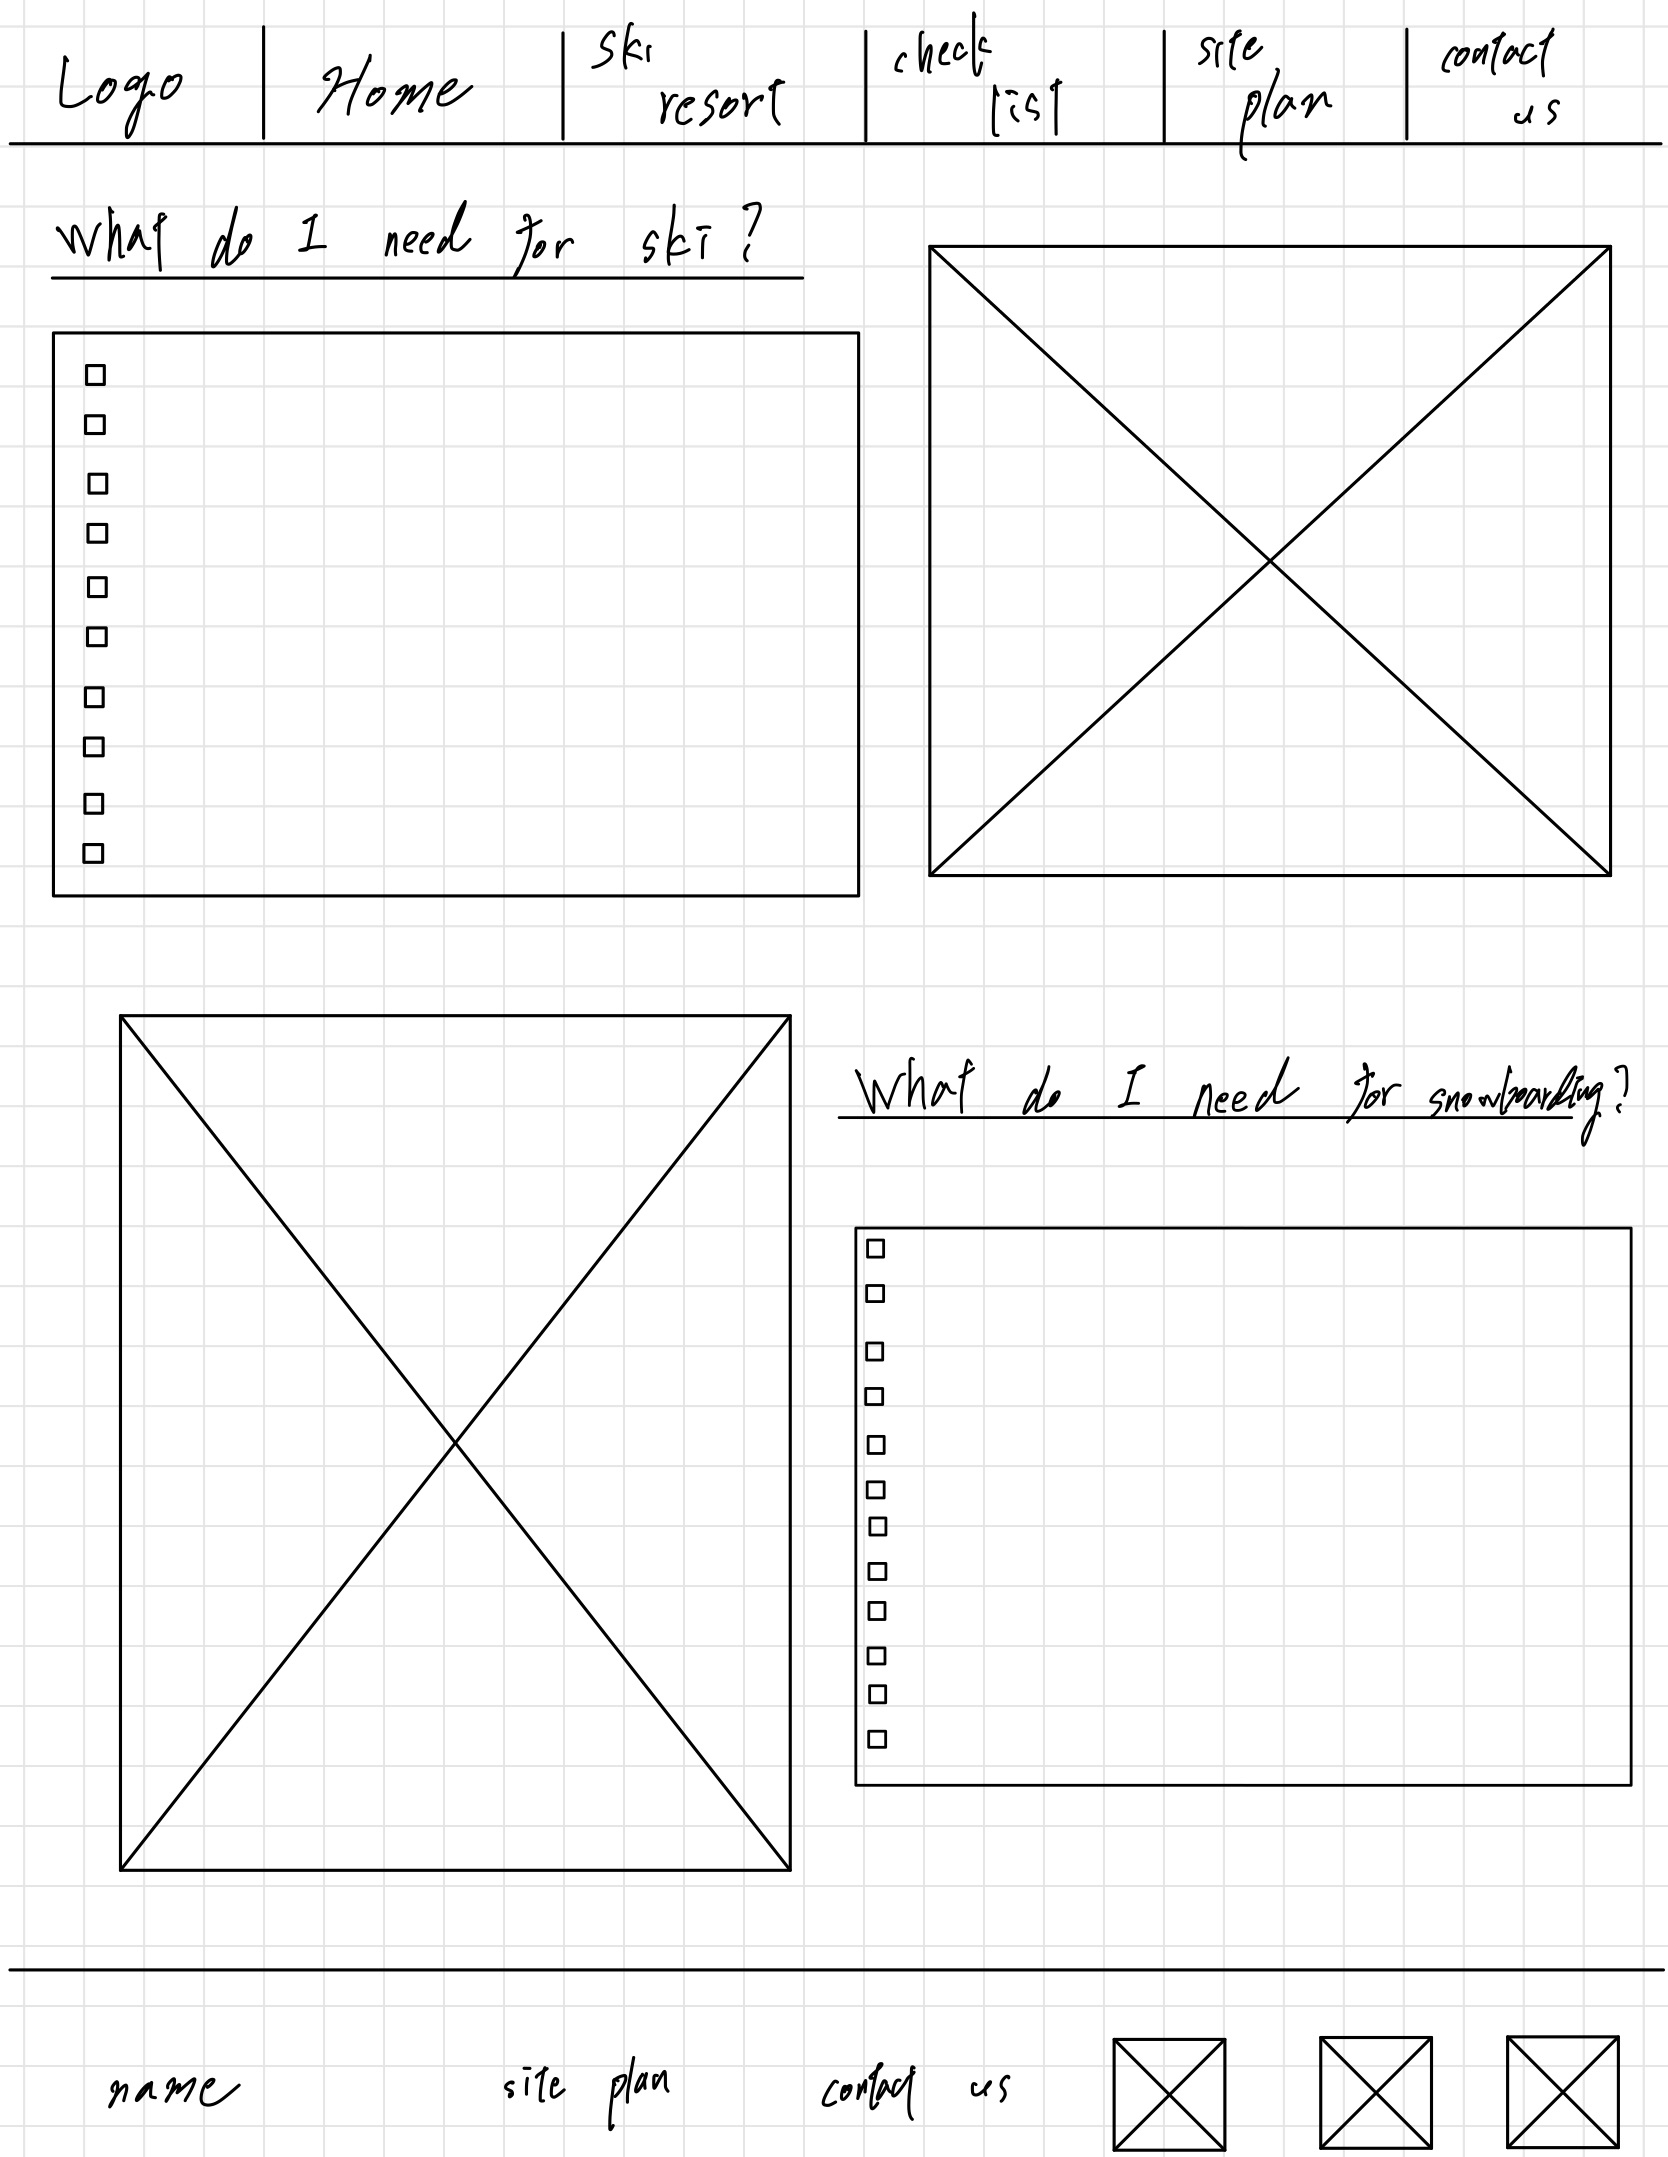 Logo
Home
ski
resort
check
list
site
plan
contact
us
What do I need for ski?
What do I need for snowboarding?
name
site plan
contact us